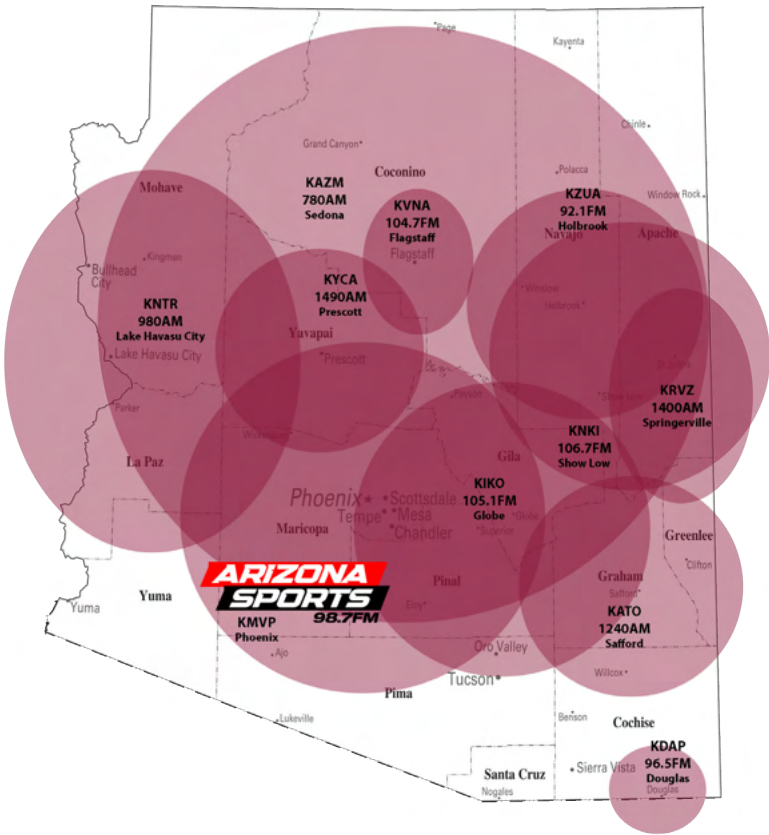 Page
Kayenta
Chinle
Grand Canyon
Coconino
Polacca
KAZM
780AM
Sedona
Mohave
KVNA
104.7FM
Flagstaff
Flagstaff
KZUA
92.1FM
Holbrook
Window Rock
Navajo
Apache
Kingman
Bullhead
City
KYCA
1490AM
Prescott
Winslow
Holbrook
KNTR
980AM
Lake Havasu City
Lake Havasu City
Yavapai
Prescott
St. Johns
KRVZ
1400AM
Springerville
Parker
Payson
Show Low
Wickenburg
KNKI
106.7FM
Show Low
La Paz
Gila
KIKO
105.1FM
Globe
Phoenix
Scottsdale
Tempe
Mesa
Chandler
Globe
Superior
Maricopa
Greenlee
Clifton
ARIZONA
SPORTS
98.7FM
KMVP
Phoenix
Pinal
Eloy
Graham
Safford
KATO
1240AM
Safford
Yuma
Yuma
Ajo
Oro Valley
Tucson
Willcox
Pima
Lukeville
Benson
Cochise
KDAP
96.5FM
Douglas
Douglas
Santa Cruz
Sierra Vista
Nogales